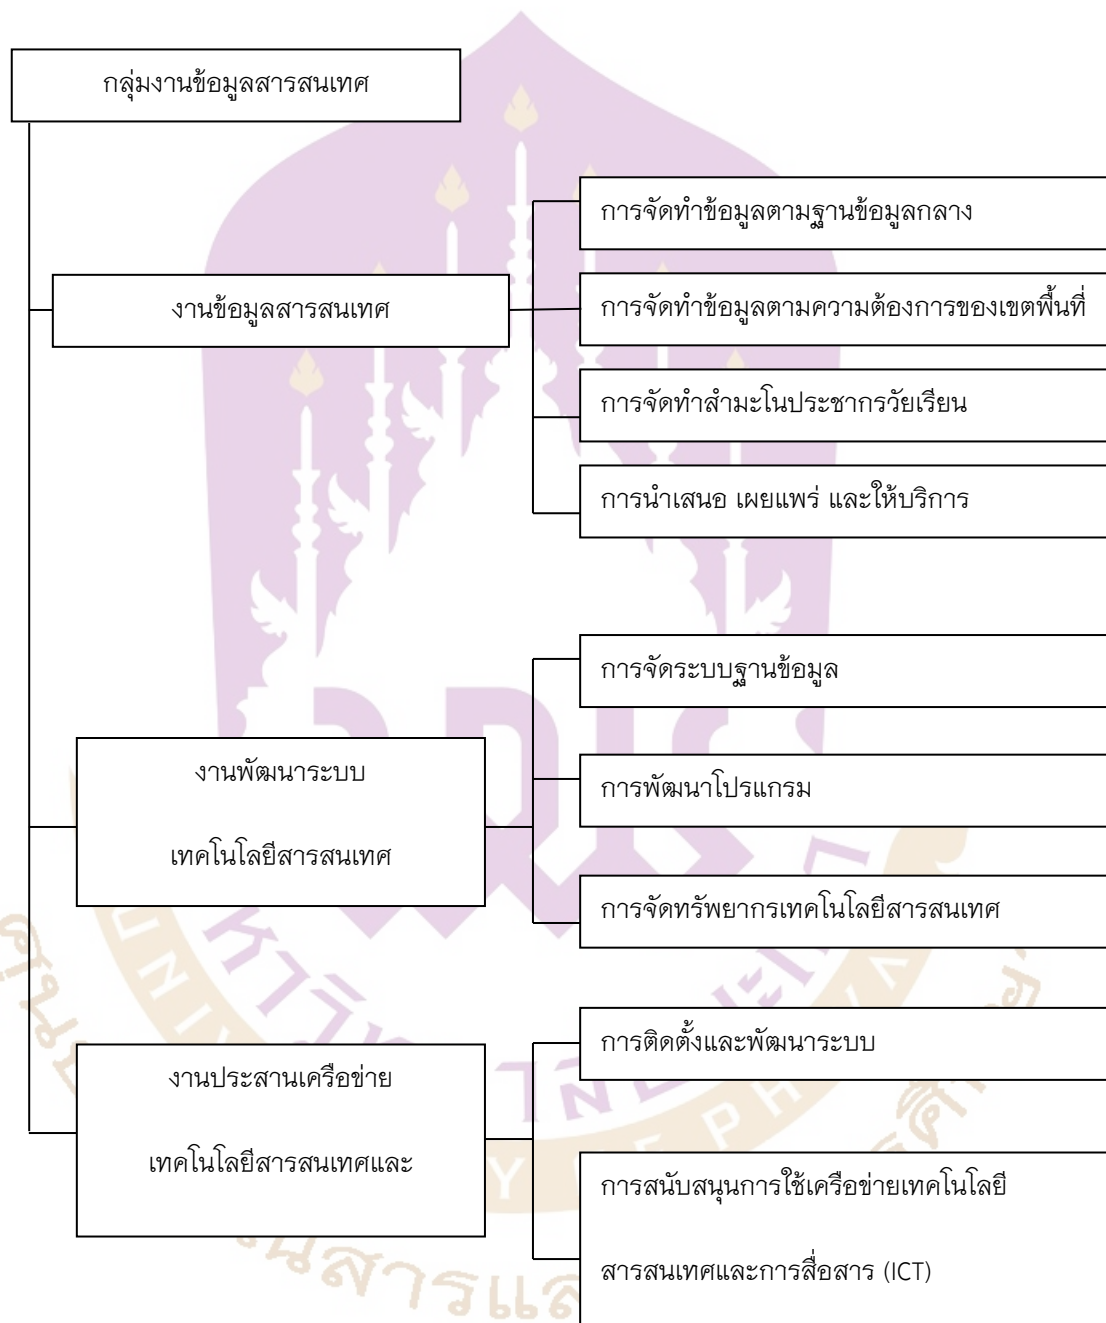 กลุ่มงานข้อมูลสารสนเทศ
งานข้อมูลสารสนเทศ
การจัดทำข้อมูลตามฐานข้อมูลกลาง
การจัดทำข้อมูลตามความต้องการของเขตพื้นที่
การจัดทำสำมะโนประชากรวัยเรียน
การนำเสนอ เผยแพร่ และให้บริการ
งานพัฒนาระบบ
เทคโนโลยีสารสนเทศ
การจัดระบบฐานข้อมูล
การพัฒนาโปรแกรม
การจัดทรัพยากรเทคโนโลยีสารสนเทศ
งานประสานเครือข่าย
เทคโนโลยีสารสนเทศและ
การติดตั้งและพัฒนาระบบ
การสนับสนุนการใช้เครือข่ายเทคโนโลยี
สารสนเทศและการสื่อสาร (ICT)